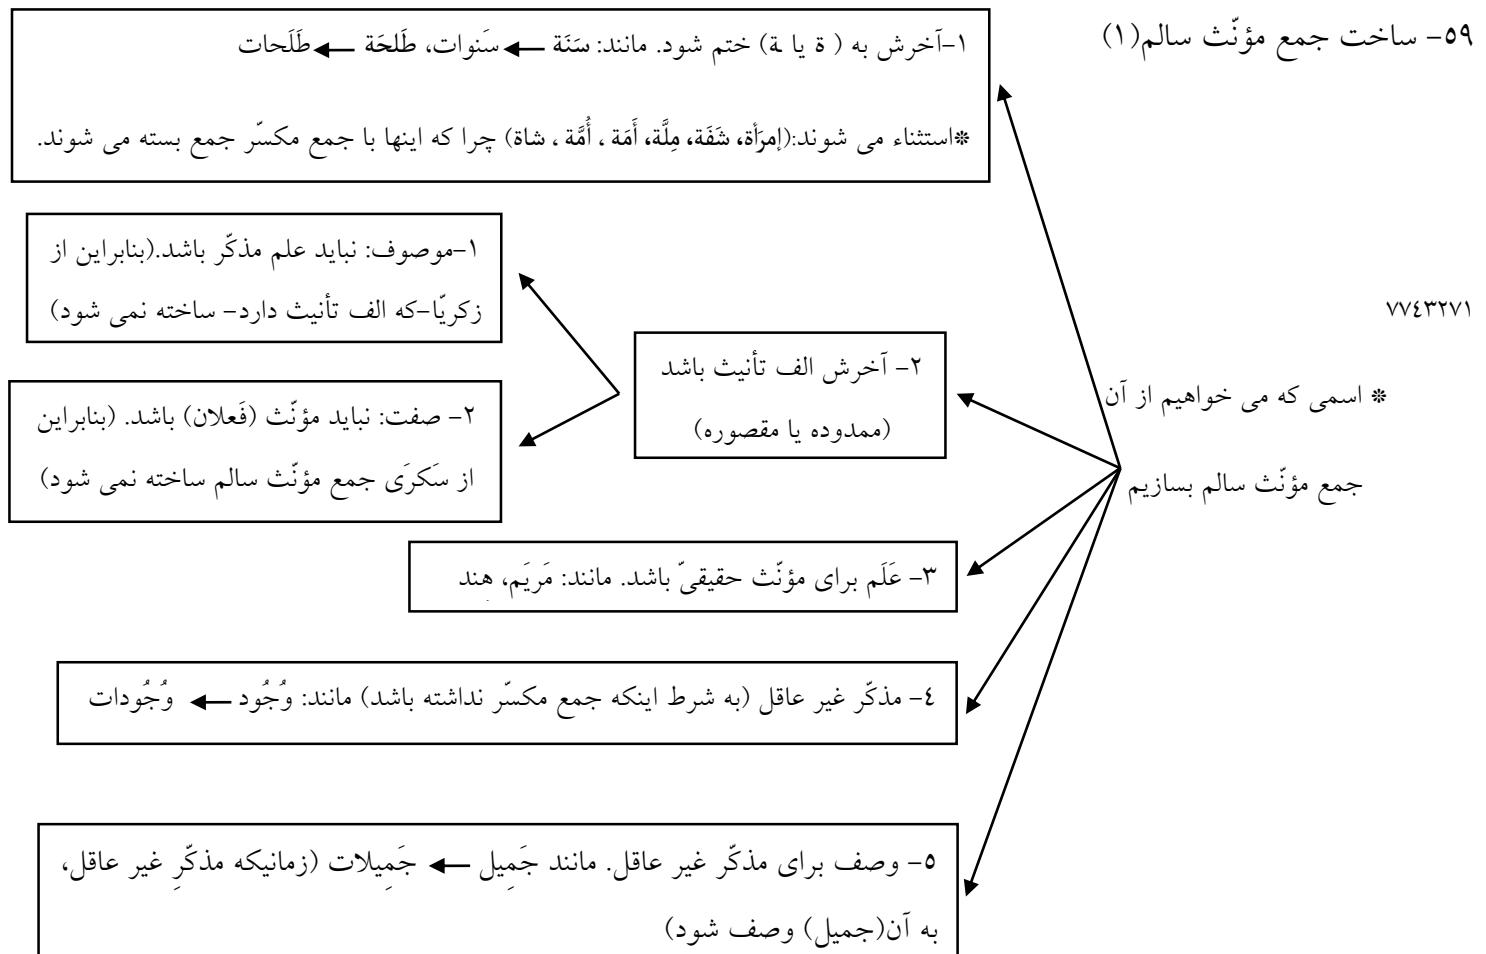 ۵۹- ساخت جمع مؤنّث سالم(۱)
۱-آخرش به ( ة یا ـة) ختم شود. مانند: سَنَة ← سَنوات، طَلحَة ← طَلَحات
*استثناء می شوند:(إمرَأة، شَفَة، مِلَّة، أَمَة ، أُمَّة ، شاة) چرا که اینها با جمع مکسّر جمع بسته می شوند.
۱-موصوف: نباید علم مذکّر باشد.(بنابراین از
زکریّا-که الف تأنیث دارد- ساخته نمی شود)
٧٧٤٣٢٧١
۲- آخرش الف تأنیث باشد
(ممدوده یا مقصوره)
* اسمی که می خواهیم از آن
جمع مؤنّث سالم بسازیم
۲- صفت: نباید مؤنّث (فَعلان) باشد. (بنابراین
از سَکرَی جمع مؤنّث سالم ساخته نمی شود)
۳- عَلَم برای مؤنّث حقیقیّ باشد. مانند: مَریَم، هِند
٤- مذکّر غیر عاقل (به شرط اینکه جمع مکسّر نداشته باشد) مانند: وُجُود ← وُجُودات
۵- وصف برای مذکّر غیر عاقل. مانند جَمِیل ← جَمِیلات (زمانیکه مذکّرِ غیر عاقل،
به آن(جمیل) وصف شود)